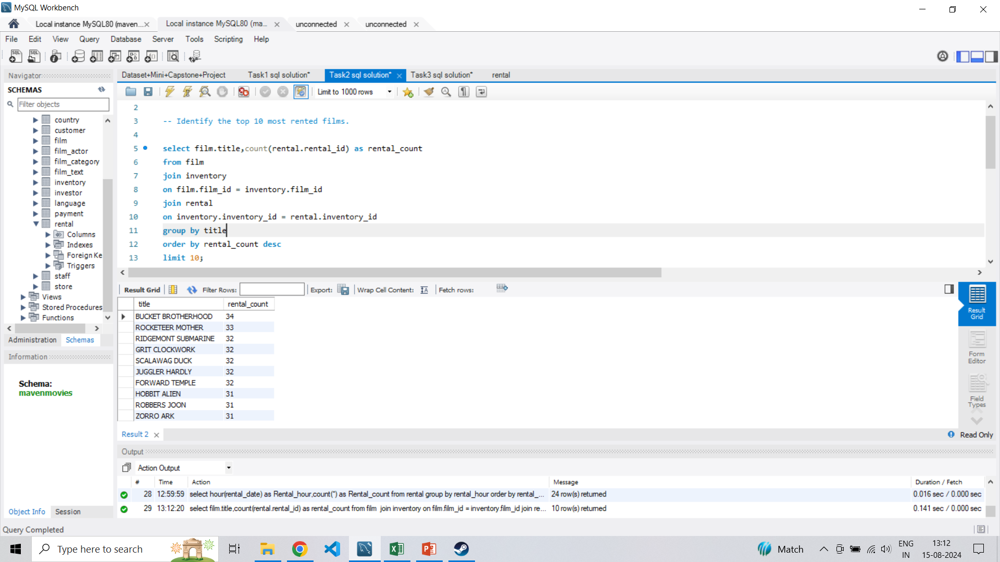 MySQL Workbench
Local instance MySQL80 (maven...
Local instance MySQL80 (ma...
unconnected
unconnected
File Edit View Query Database Server Tools Scripting Help
Navigator
SCHEMAS
Filter objects
country
customer
film
film_actor
film_category
film_text
inventory
investor
language
payment
rental
Columns
Indexes
Foreign Ke
Triggers
staff
store
Views
Stored Procedures
Functions
Administration Schemas
Information
Schema:
mavenmovies
Object Info Session
Dataset+Mini+Capstone+Project Task1 sql solution* Task2 sql solution* Task3 sql solution* rental
Limit to 1000 rows
2
3 -- Identify the top 10 most rented films.
4
5 select film.title,count(rental.rental_id) as rental_count
6 from film
7 join inventory
8 on film.film_id = inventory.film_id
9 join rental
10 on inventory.inventory_id = rental.inventory_id
11 group by title
12 order by rental_count desc
13 limit 10;
Result Grid Filter Rows: Export: Wrap Cell Content: Fetch rows:
title rental_count
BUCKET BROTHERHOOD 34
ROCKETEER MOTHER 33
RIDGEMONT SUBMARINE 32
GRIT CLOCKWORK 32
SCALAWAG DUCK 32
JUGGLER HARDLY 32
FORWARD TEMPLE 32
HOBBIT ALIEN 31
ROBBERS JOON 31
ZORRO ARK 31
Result
Grid
Form
Editor
Field
Types
Result 2
Read Only
Output
Action Output
# Time Action Message Duration / Fetch
28 12:59:59 select hour(rental_date) as Rental_hour,count(*) as Rental_count from rental group by rental_hour order by rental_... 24 row(s) returned 0.016 sec / 0.000 sec
29 13:12:20 select film.title,count(rental.rental_id) as rental_count from film join inventory on film.film_id = inventory.film_id join re... 10 row(s) returned 0.141 sec / 0.000 sec
Query Completed
Type here to search
Match
ENG
IN
13:12
15-08-2024